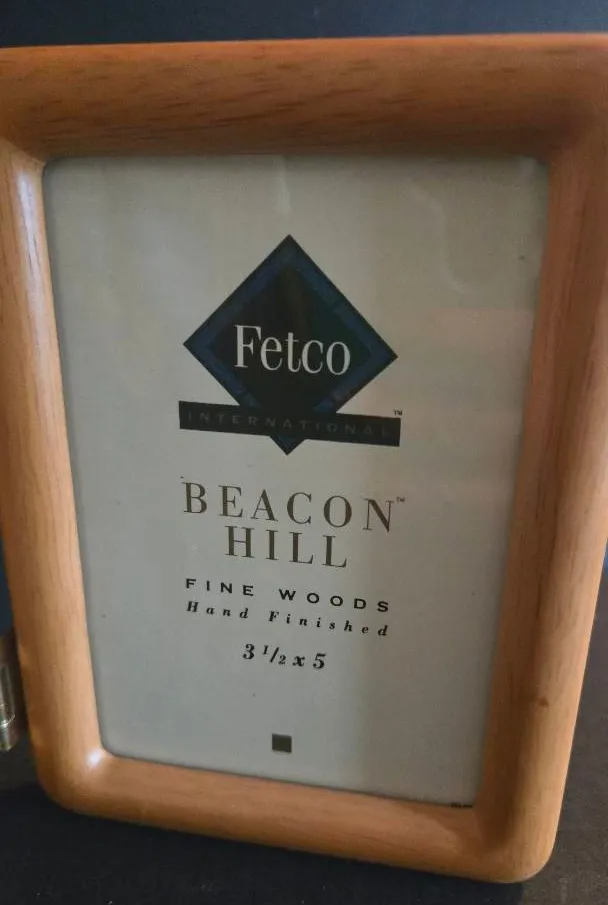 Fetco
INTERNATIONAL™
BEACON™
HILL
FINE WOODS
Hand Finished
3 1/2 x 5